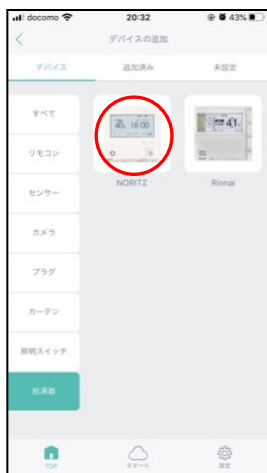 docomo 20:32 43%
デバイスの追加
デバイス 追加済み 未設定
すべて
リモコン
センサー
カメラ
プラグ
カーテン
照明スイッチ
給湯器
40. 16:00
41.
NORITZ Rinnai
TOP スマート 設定